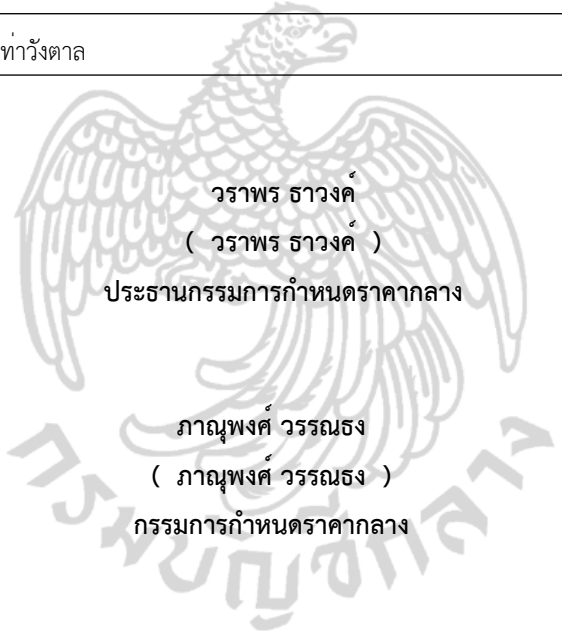 ท่าวังตาล
วราพร ธาวงค์
( วราพร ธาวงค์ )
ประธานกรรมการกำหนดราคากลาง
ภาณุพงศ์ วรรณธง
( ภาณุพงศ์ วรรณธง )
กรรมการกำหนดราคากลาง
กรมบัญชีกลาง